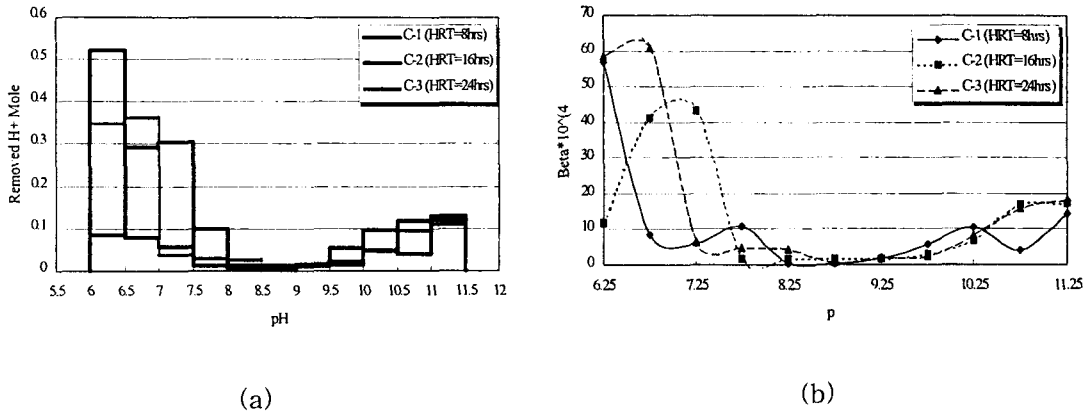 0.6
0.5
0.4
0.3
0.2
0.1
0
Removed H+ Mole
5.5 6 6.5 7 7.5 8 8.5 9 9.5 10 10.5 11 11.5 12
pH
C-1 (HRT=8hrs)
C-2 (HRT=16hrs)
C-3 (HRT=24hrs)
(a)
70
60
50
40
30
20
10
0
Beta*10^(4
6.25 7.25 8.25 9.25 10.25 11.25
p
C-1 (HRT=8hrs)
C-2 (HRT=16hrs)
C-3 (HRT=24hrs)
(b)